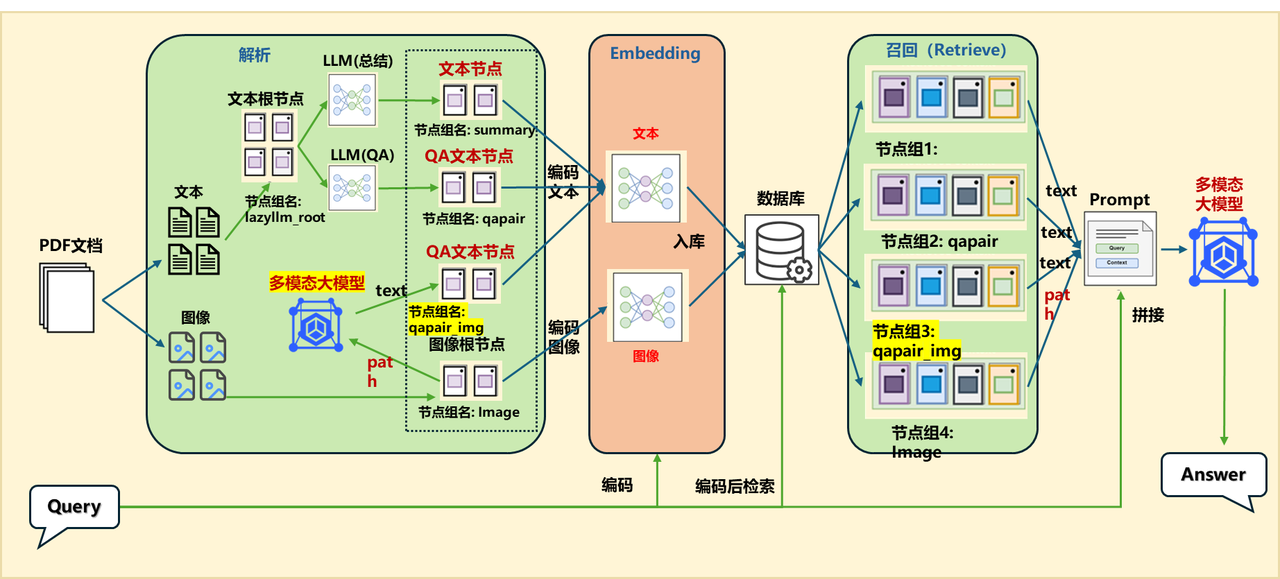 解析
LLM(总结)
文本节点
文本根节点
节点组名: summary
LLM(QA)
QA文本节点
节点组名:
lazyllm_root
节点组名: qapair
文本
PDF文档
QA文本节点
多模态大模型
text
节点组名:
qapair_img
图像
图像根节点
pat
h
节点组名: Image
Embedding
文本
编码
文本
入库
编码
图像
图像
数据库
召回（Retrieve）
节点组1:
节点组2: qapair
节点组3:
qapair_img
节点组4:
Image
text
text
text
pat
h
Prompt
Query
Context
拼接
多模态
大模型
Answer
Query
编码
编码后检索